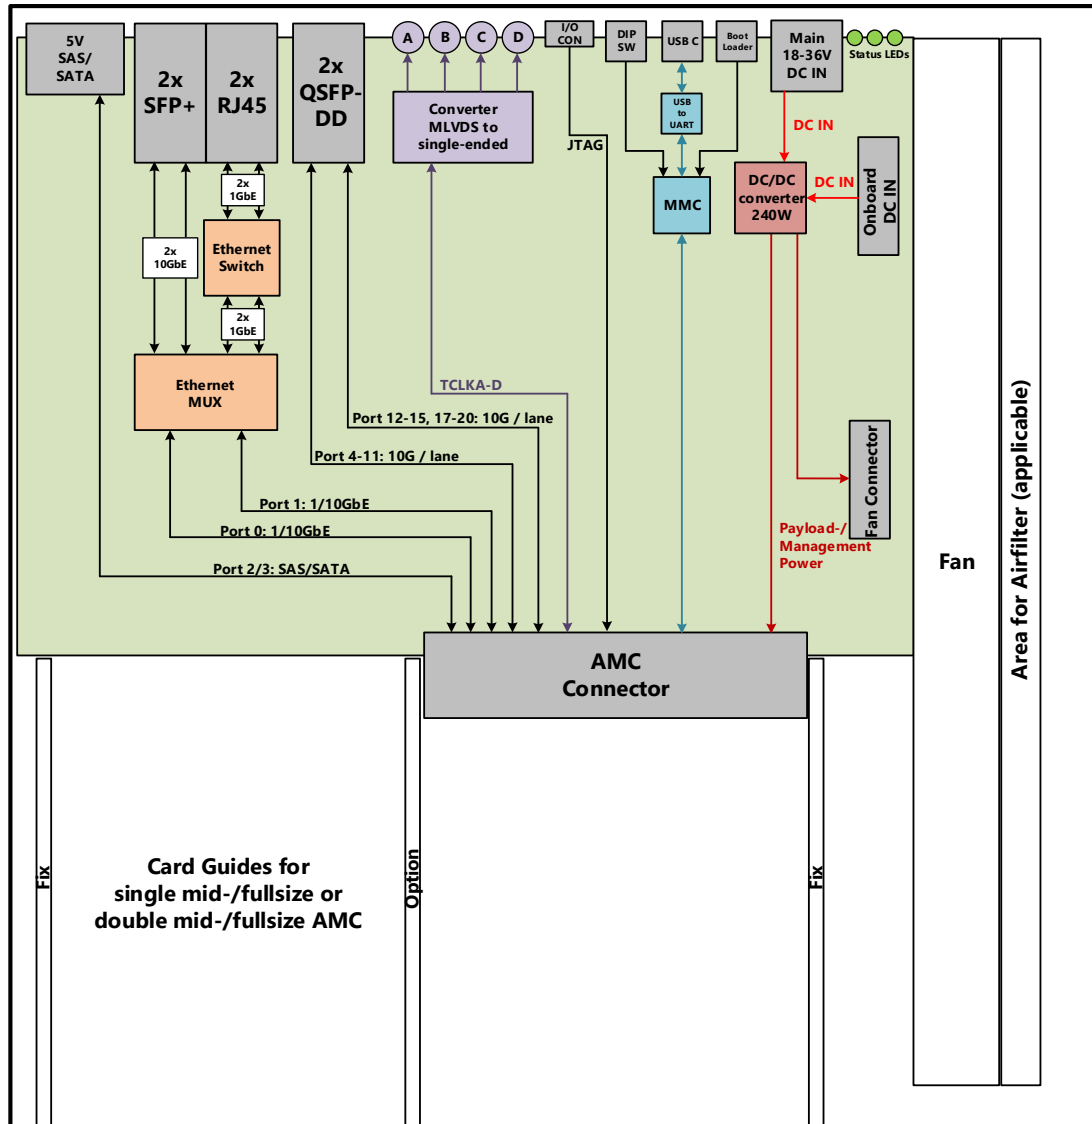 5V
SAS/
SATA
2x
SFP+
2x
RJ45
2x
QSFP-
DD
A
B
C
D
I/O
CON
DIP
SW
USB C
Boot
Loader
Main
18-36V
DC IN
Status LEDs
Converter
MLVDS to
single-ended
USB
to
UART
JTAG
DC IN
2x
1GbE
MMC
DC/DC
converter
240W
DC IN
Onboard
DC IN
Ethernet
Switch
2x
10GbE
2x
1GbE
Ethernet
MUX
TCLKA-D
Port 12-15, 17-20: 10G / lane
Port 4-11: 10G / lane
Port 1: 1/10GbE
Port 0: 1/10GbE
Port 2/3: SAS/SATA
Payload-/
Management
Power
Fan Connector
Fan
Area for Airfilter (applicable)
AMC
Connector
Fix
Card Guides for
single mid-/fullsize or
double mid-/fullsize AMC
Option
Fix